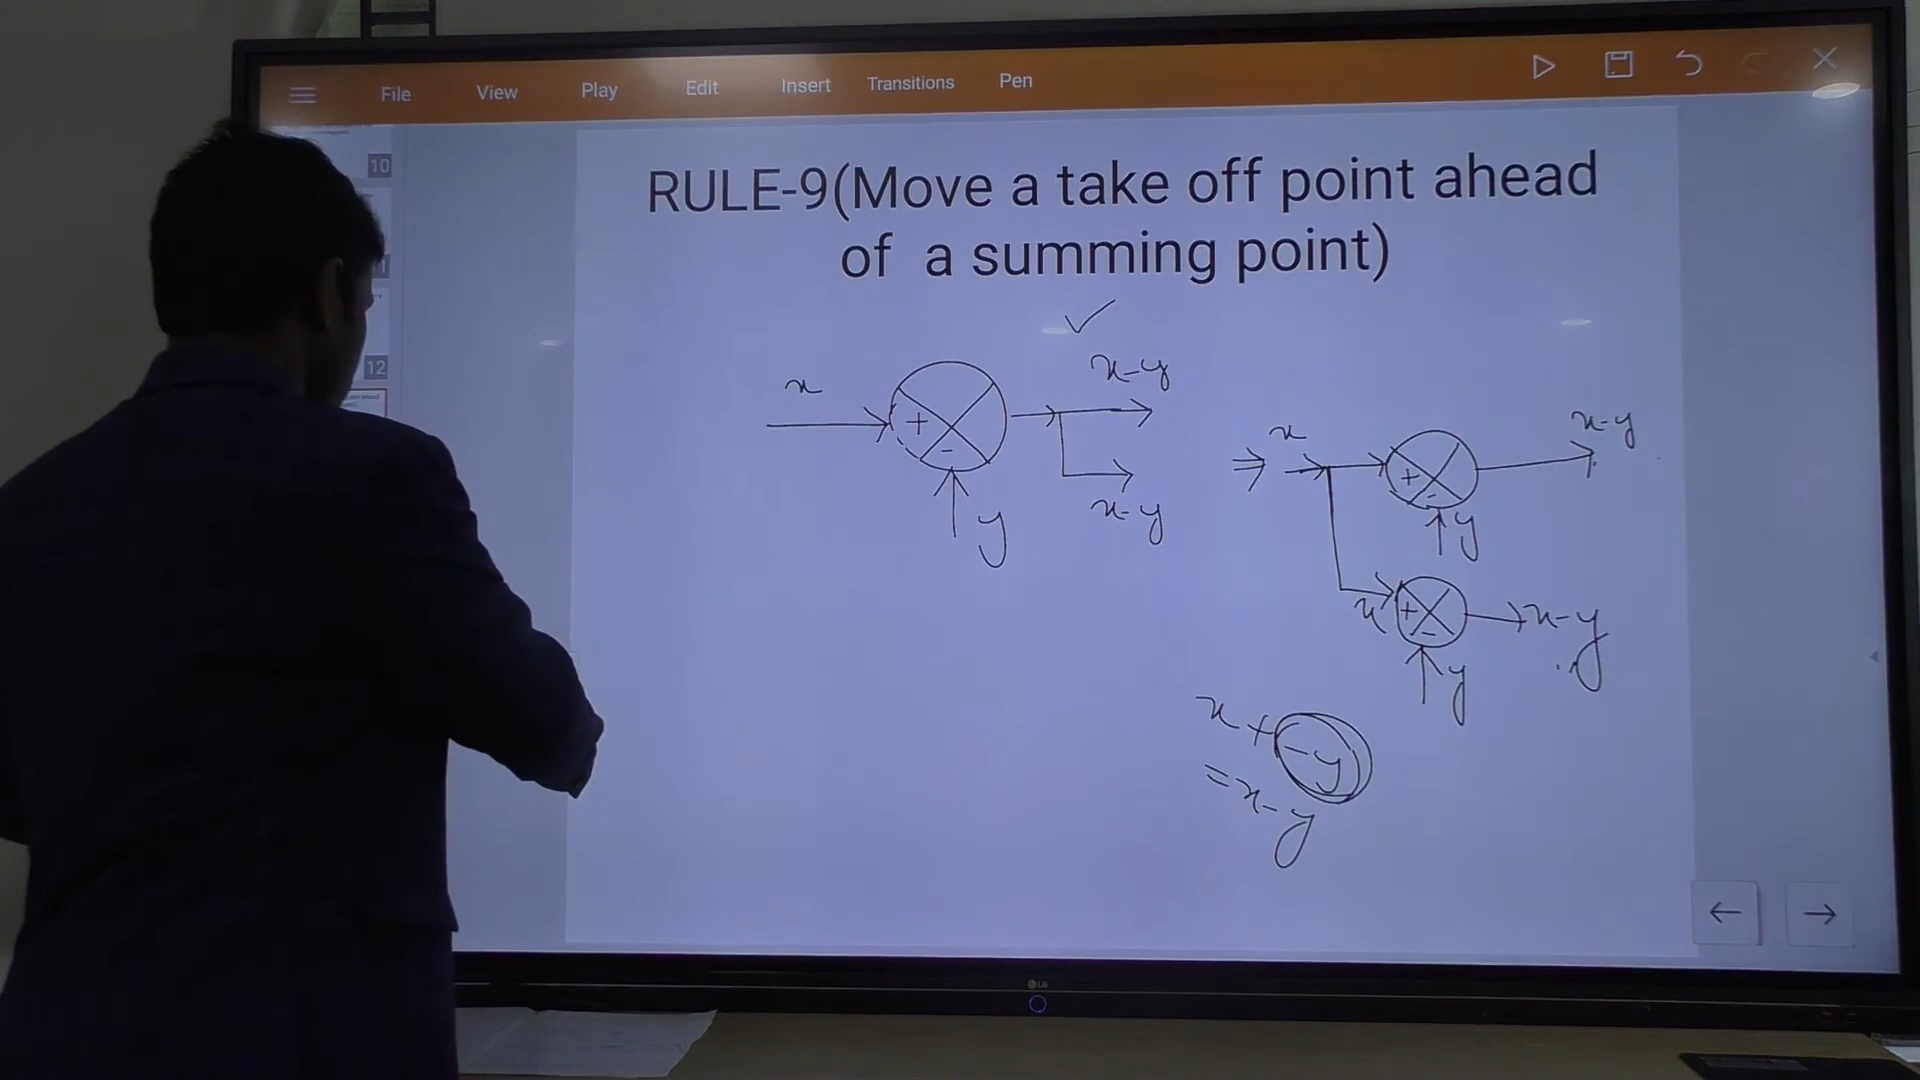 File View Play Edit Insert Transitions Pen
10
12
RULE-9(Move a take off point ahead
of a summing point)
x
+
-
y
x-y
x-y
⇒ x
+
-
y
x-y
x
+
-
y
x-y
x+-y
=x-y
LG